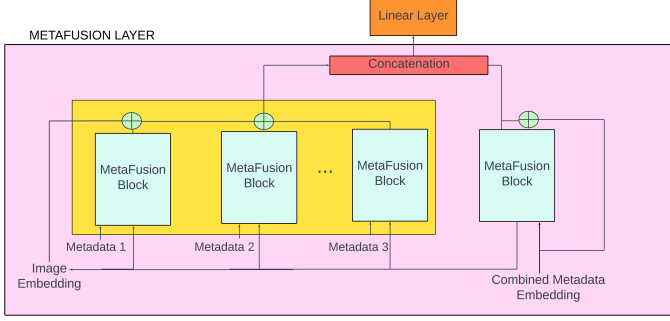 Linear Layer
METAFUSION LAYER
Concatenation
MetaFusion
Block
MetaFusion
Block
...
MetaFusion
Block
MetaFusion
Block
Metadata 1
Metadata 2
Metadata 3
Image
Embedding
Combined Metadata
Embedding